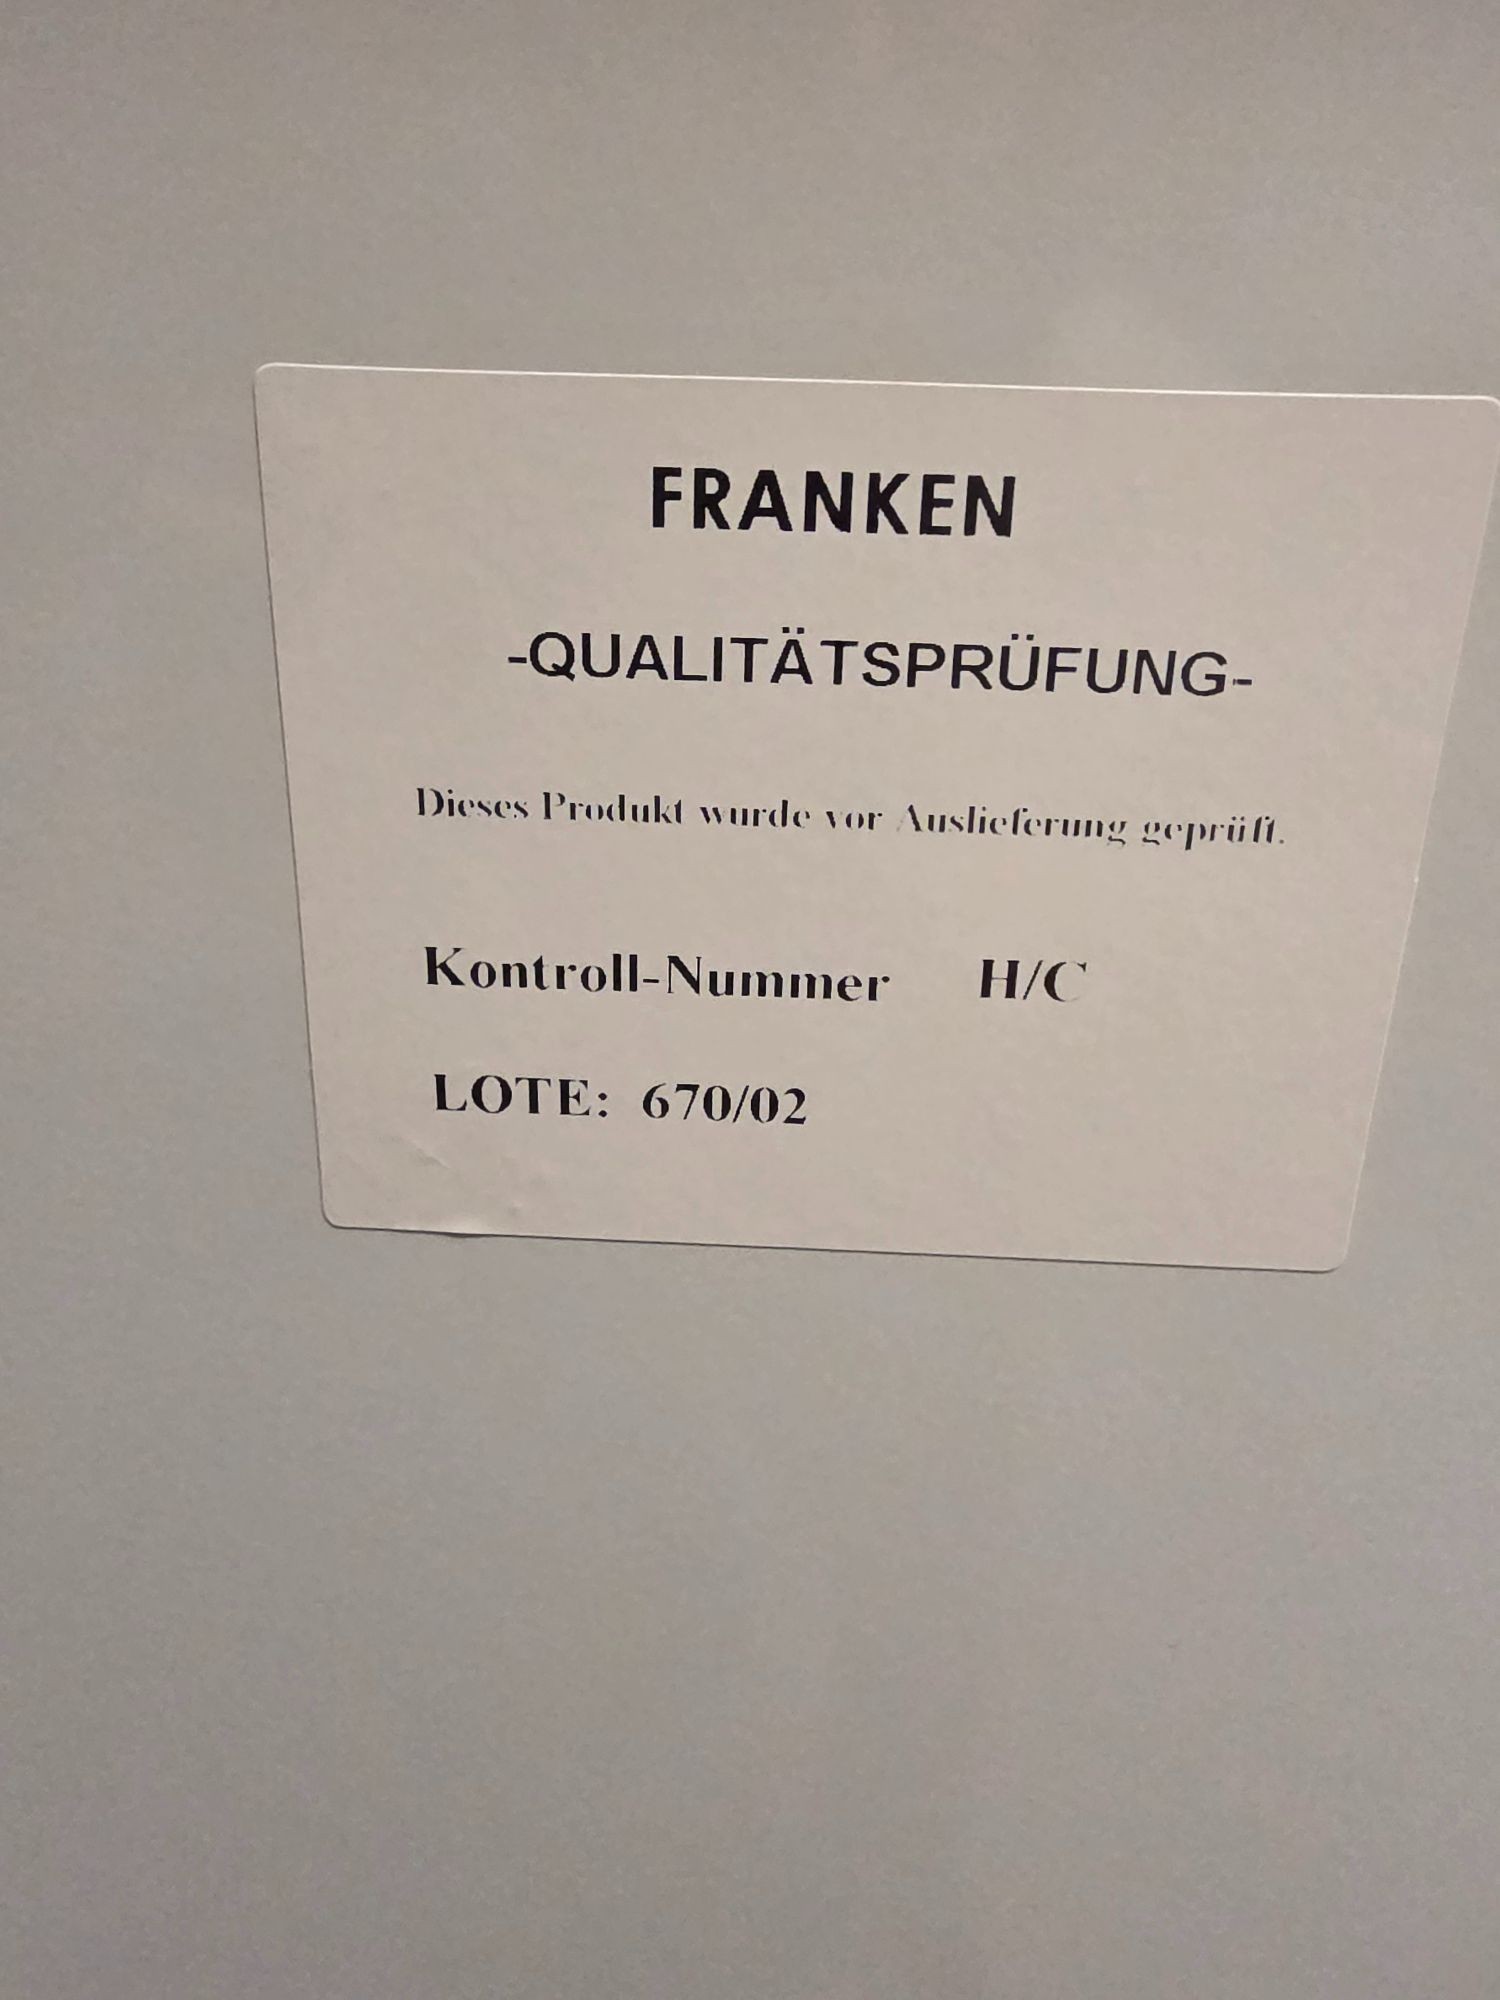 FRANKEN
-QUALITÄTSPRÜFUNG-
Dieses Produkt wurde vor Auslieferung geprüft.
Kontroll-Nummer H/C
LOTE: 670/02